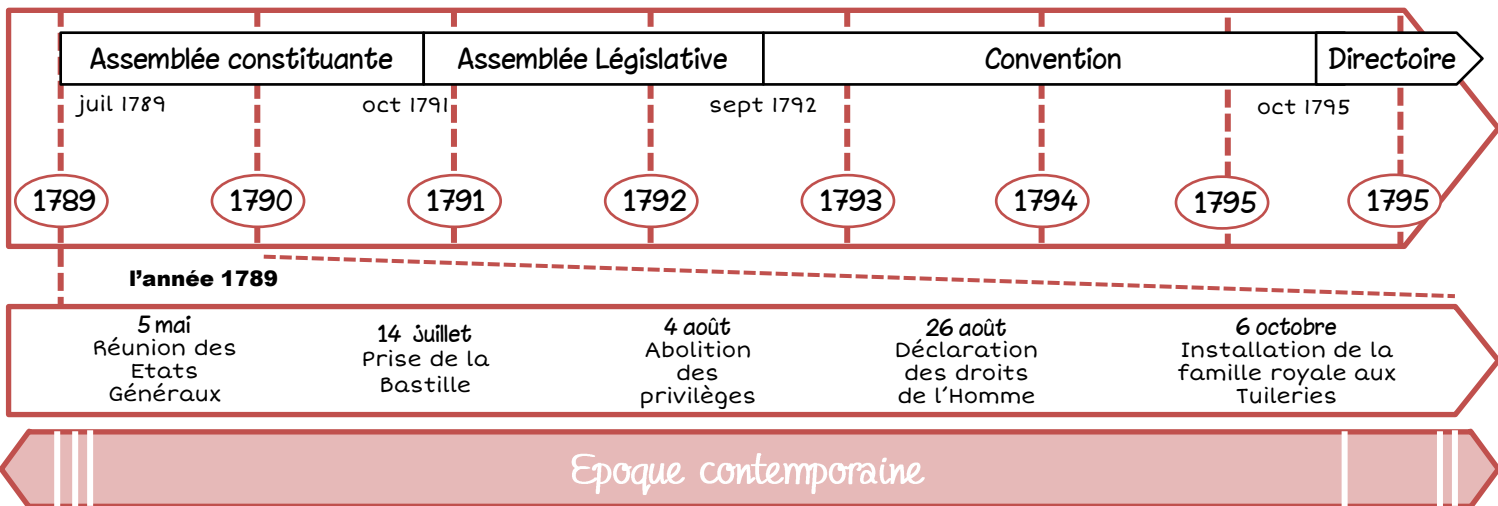 Assemblée constituante Assemblée Législative Convention Directoire
juil 1789 oct 1791 sept 1792 oct 1795
1789 1790 1791 1792 1793 1794 1795 1795
l'année 1789
5 mai
Réunion des
Etats
Généraux
14 juillet
Prise de la
Bastille
4 août
Abolition
des
privilèges
26 août
Déclaration
des droits
de l'Homme
6 octobre
Installation de la
famille royale aux
Tuileries
Epoque contemporaine